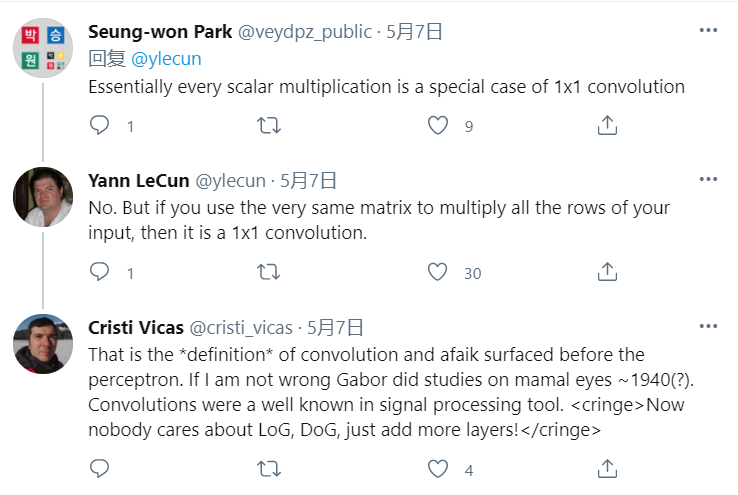 박 승
원
Seung-won Park @veydpz_public · 5月7日
回复 @ylecun
Essentially every scalar multiplication is a special case of 1x1 convolution
1 9
Yann LeCun @ylecun · 5月7日
No. But if you use the very same matrix to multiply all the rows of your
input, then it is a 1x1 convolution.
1 30
Cristi Vicas @cristi_vicas · 5月7日
That is the *definition* of convolution and afaik surfaced before the
perceptron. If I am not wrong Gabor did studies on mamal eyes ~1940(?).
Convolutions were a well known in signal processing tool. <cringe>Now
nobody cares about LoG, DoG, just add more layers!</cringe>
4